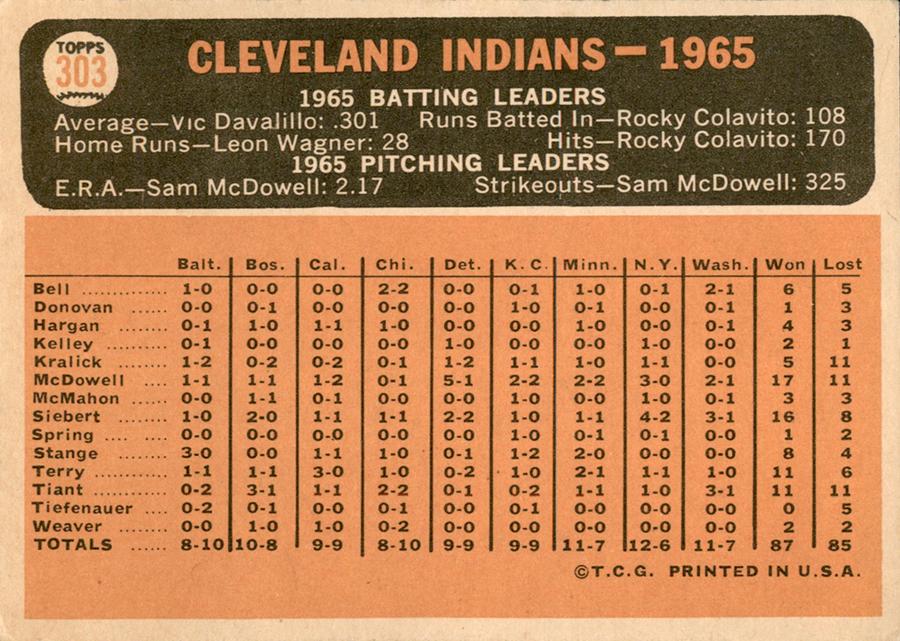 TOPPS
303
CLEVELAND INDIANS — 1965
1965 BATTING LEADERS
Average—Vic Davalillo: .301 Runs Batted In—Rocky Colavito: 108
Home Runs—Leon Wagner: 28 Hits—Rocky Colavito: 170
1965 PITCHING LEADERS
E.R.A.—Sam McDowell: 2.17 Strikeouts—Sam McDowell: 325
Balt. Bos. Cal. Chi. Det. K.C. Minn. N.Y. Wash. Won Lost
Bell .............. 1-0 0-0 0-0 2-2 0-0 0-1 1-0 0-1 2-1 6 5
Donovan ...... 0-0 0-1 0-0 0-0 0-0 1-0 0-1 0-0 0-1 1 3
Hargan ......... 0-1 1-0 1-1 1-0 0-0 0-0 1-0 0-0 0-1 4 3
Kelley .......... 0-1 0-0 0-0 0-0 1-0 0-0 0-0 1-0 0-0 2 1
Kralick ......... 1-2 0-2 0-2 0-1 1-2 1-1 1-0 1-1 0-0 5 11
McDowell .... 1-1 1-1 1-2 0-1 5-1 2-2 2-2 3-0 2-1 17 11
McMahon .... 0-0 1-1 0-1 0-1 0-0 1-0 0-0 1-0 0-0 3 3
Siebert ......... 1-0 2-0 1-1 1-1 2-2 1-0 1-1 4-2 3-1 16 8
Spring .... .... 0-0 0-0 0-0 0-0 0-0 1-0 0-1 0-1 0-0 1 2
Stange ......... 3-0 0-0 1-1 1-0 0-1 1-2 2-0 0-0 0-0 8 4
Terry ............ 1-1 1-1 3-0 1-0 0-2 1-0 2-1 1-1 1-0 11 6
Tiant ............ 0-2 3-1 1-1 2-2 0-1 0-2 1-1 1-0 3-1 11 11
Tiefenauer .... 0-2 0-1 0-0 0-1 0-0 0-1 0-0 0-0 0-0 0 5
Weaver ........ 0-0 1-0 1-0 0-2 0-0 0-0 0-0 0-0 0-0 2 2
TOTALS ...... 8-10 10-8 9-9 8-10 9-9 9-9 11-7 12-6 11-7 87 85
©T.C.G. PRINTED IN U.S.A.